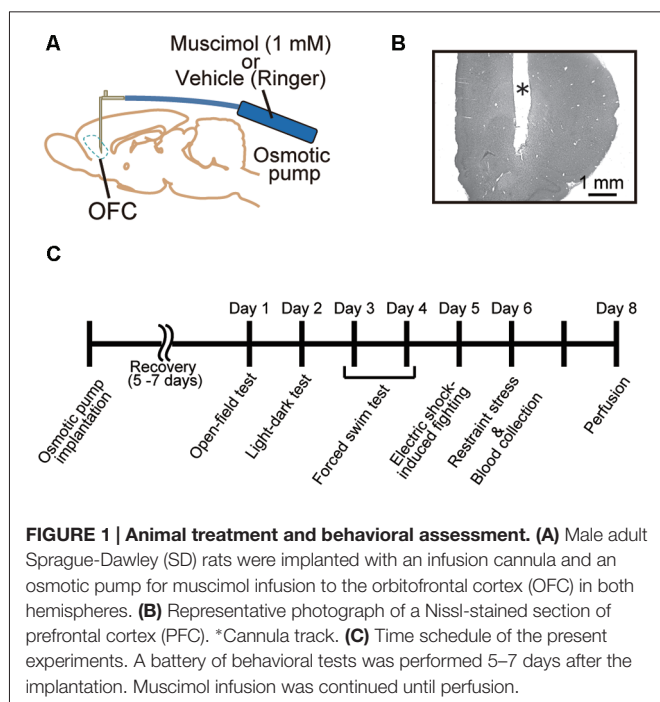 A
Muscimol (1 mM)
or
Vehicle (Ringer)
Osmotic
pump
OFC
B
*
1 mm
C
Day 1 Day 2 Day 3 Day 4 Day 5 Day 6 Day 8
Recovery
(5 -7 days)
Osmotic pump
implantation
Open-field test
Light-dark test
Forced swim test
Electric shock-
induced fighting
Restraint stress
&
Blood collection
Perfusion
FIGURE 1 | Animal treatment and behavioral assessment. (A) Male adult
Sprague-Dawley (SD) rats were implanted with an infusion cannula and an
osmotic pump for muscimol infusion to the orbitofrontal cortex (OFC) in both
hemispheres. (B) Representative photograph of a Nissl-stained section of
prefrontal cortex (PFC). *Cannula track. (C) Time schedule of the present
experiments. A battery of behavioral tests was performed 5–7 days after the
implantation. Muscimol infusion was continued until perfusion.